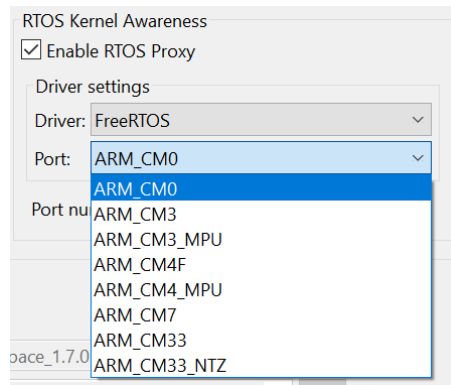 RTOS Kernel Awareness
Enable RTOS Proxy
Driver settings
Driver: FreeRTOS
Port: ARM_CM0
ARM_CM0
Port nu
ARM_CM3
ARM_CM3_MPU
ARM_CM4F
ARM_CM4_MPU
ARM_CM7
ARM_CM33
pace_1.7.0
ARM_CM33_NTZ